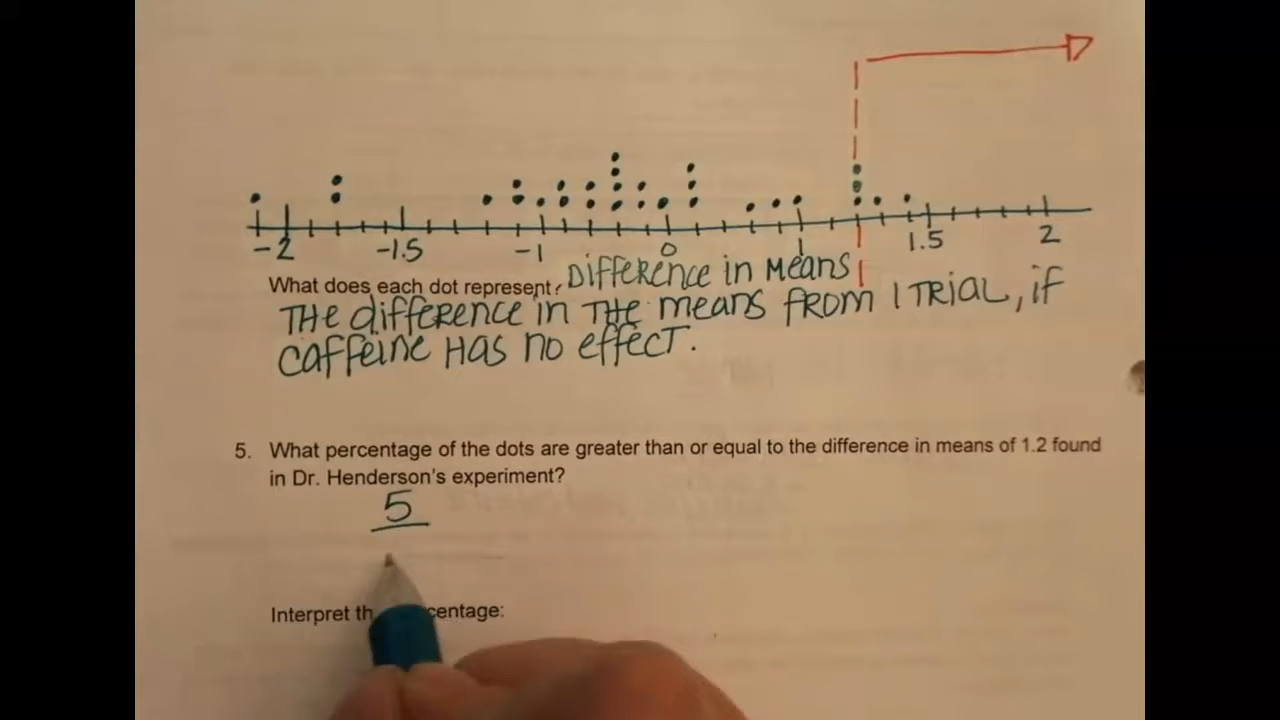 -2 -1.5 -1 0 1 1.5 2
What does each dot represent? Difference in Means
THE difference in THE means from 1 TRIAL, if
caffeine HAS no effect.
5. What percentage of the dots are greater than or equal to the difference in means of 1.2 found
in Dr. Henderson's experiment?
5
Interpret th centage: